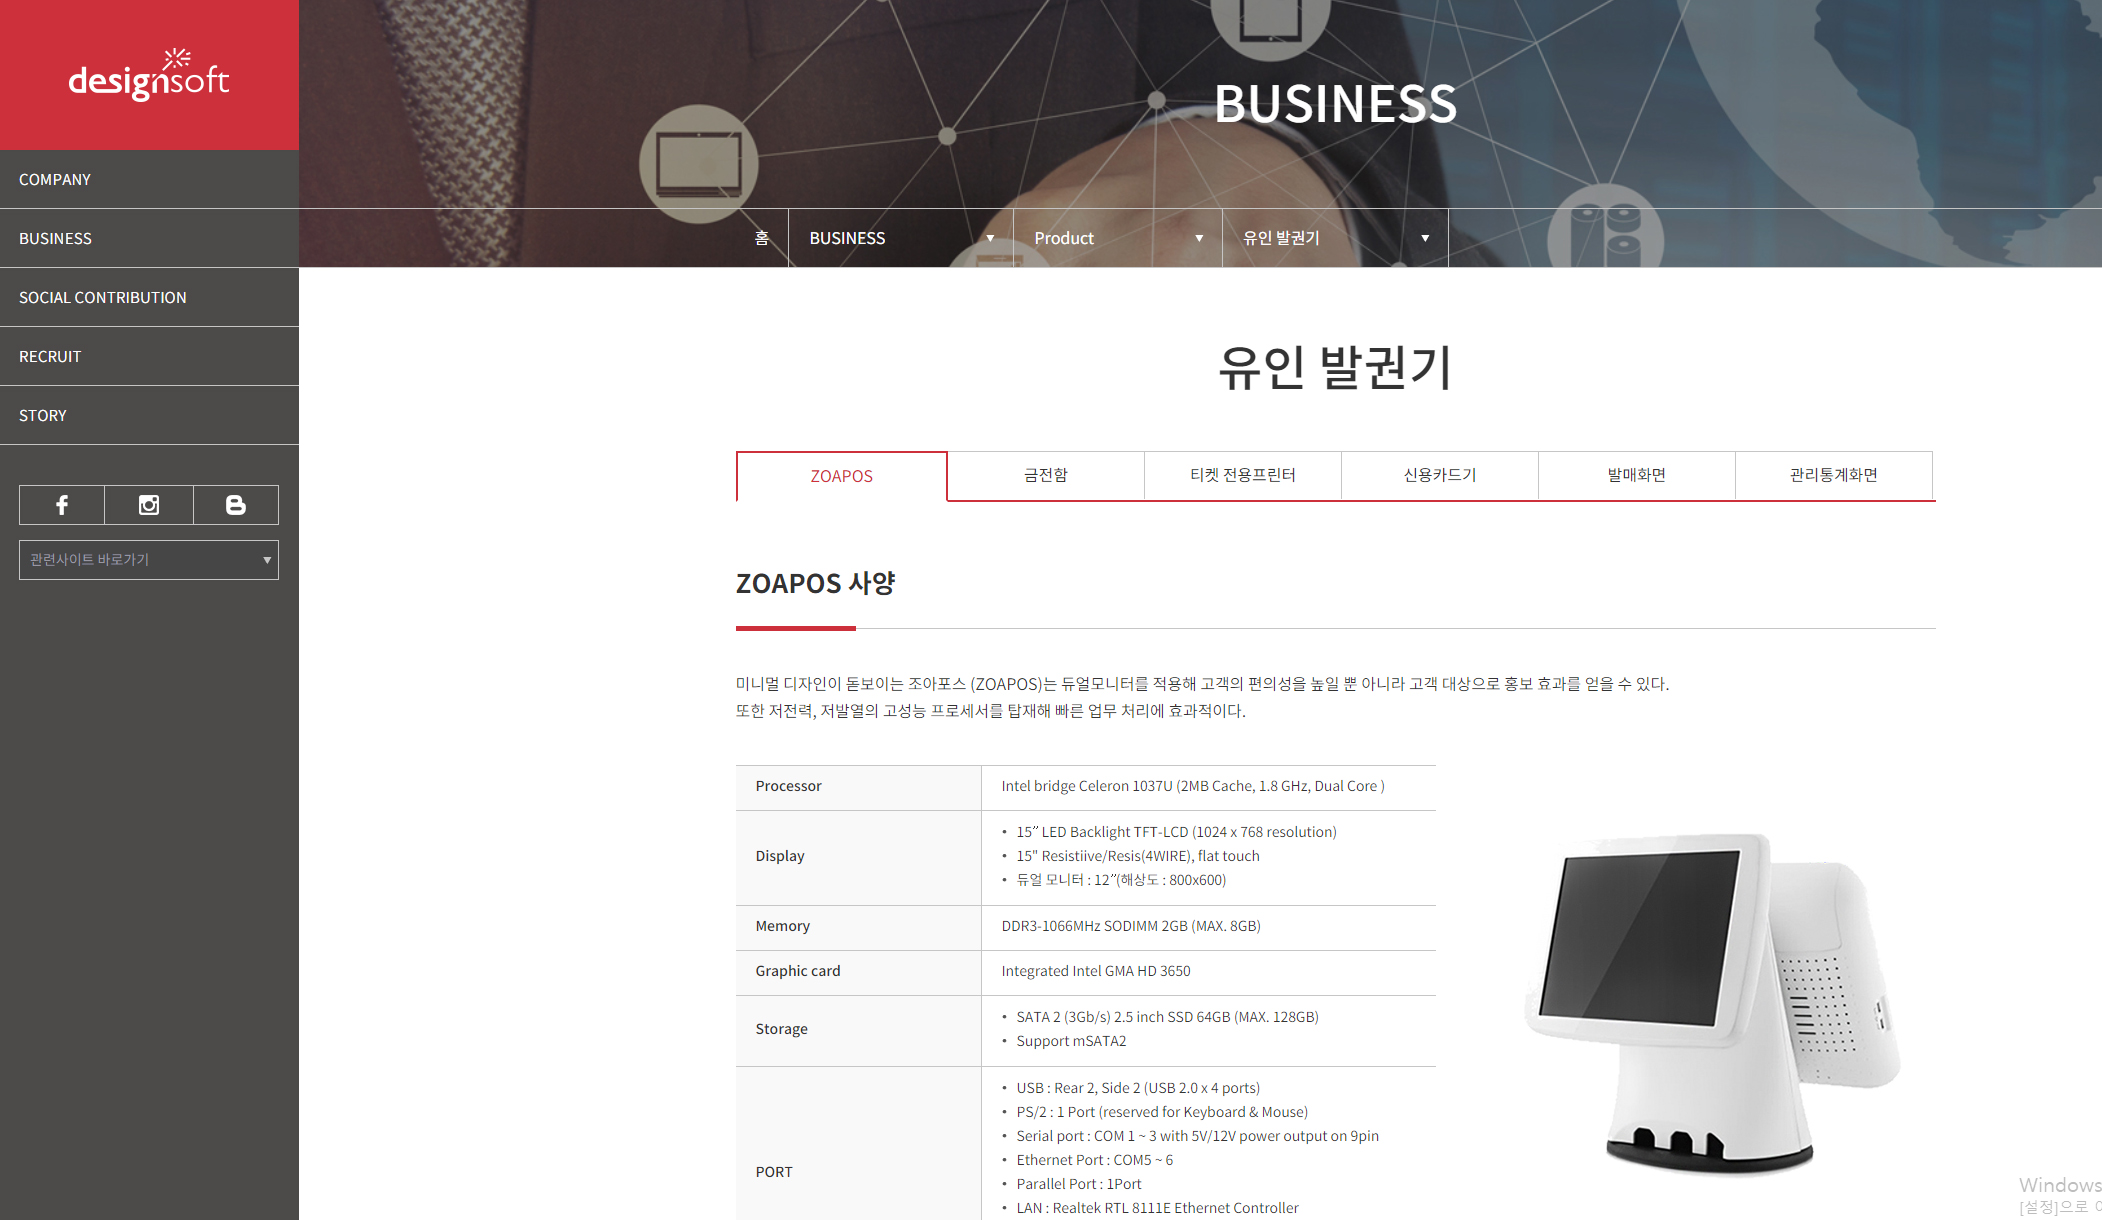 designsoft
COMPANY
BUSINESS
SOCIAL CONTRIBUTION
RECRUIT
STORY
관련사이트 바로가기
BUSINESS
홈
BUSINESS
Product
유인 발권기
유인 발권기
ZOAPOS
금전함
티켓 전용프린터
신용카드기
발매화면
관리통계화면
ZOAPOS 사양
미니멀 디자인이 돋보이는 조아포스 (ZOAPOS)는 듀얼모니터를 적용해 고객의 편의성을 높일 뿐 아니라 고객 대상으로 홍보 효과를 얻을 수 있다.
또한 저전력, 저발열의 고성능 프로세서를 탑재해 빠른 업무 처리에 효과적이다.
Processor
Intel bridge Celeron 1037U (2MB Cache, 1.8 GHz, Dual Core )
Display
• 15” LED Backlight TFT-LCD (1024 x 768 resolution)
• 15" Resistiive/Resis(4WIRE), flat touch
• 듀얼 모니터 : 12”(해상도 : 800x600)
Memory
DDR3-1066MHz SODIMM 2GB (MAX. 8GB)
Graphic card
Integrated Intel GMA HD 3650
Storage
• SATA 2 (3Gb/s) 2.5 inch SSD 64GB (MAX. 128GB)
• Support mSATA2
PORT
• USB : Rear 2, Side 2 (USB 2.0 x 4 ports)
• PS/2 : 1 Port (reserved for Keyboard & Mouse)
• Serial port : COM 1 ~ 3 with 5V/12V power output on 9pin
• Ethernet Port : COM5 ~ 6
• Parallel Port : 1Port
• LAN : Realtek RTL 8111E Ethernet Controller
Windows
[설정]으로